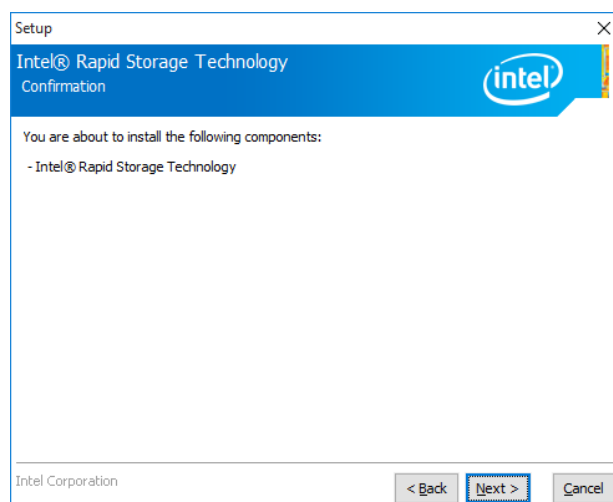 Setup
Intel® Rapid Storage Technology
Confirmation
intel
You are about to install the following components:
- Intel® Rapid Storage Technology
Intel Corporation
< Back Next > Cancel